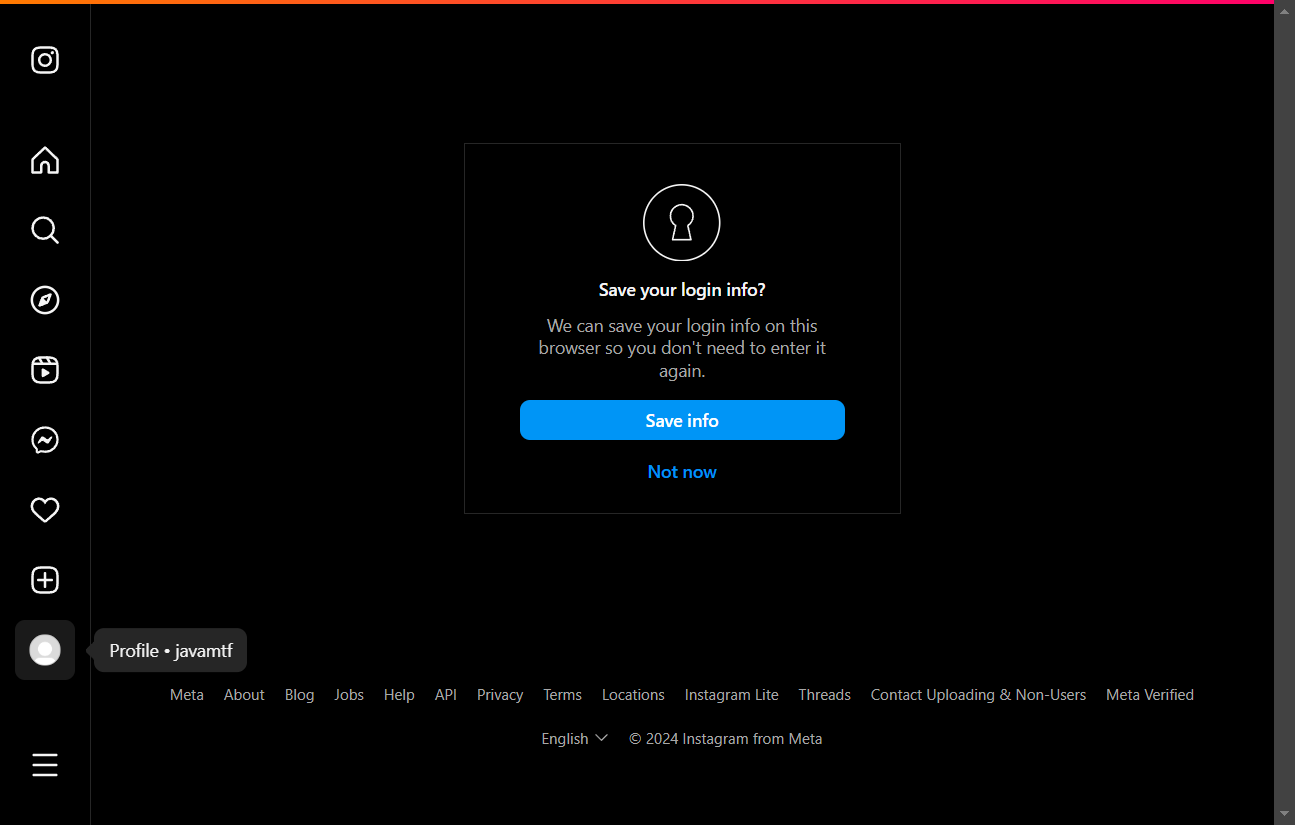 Save your login info?
We can save your login info on this
browser so you don't need to enter it
again.
Save info
Not now
Profile • javamtf
Meta About Blog Jobs Help API Privacy Terms Locations Instagram Lite Threads Contact Uploading & Non-Users Meta Verified
English © 2024 Instagram from Meta